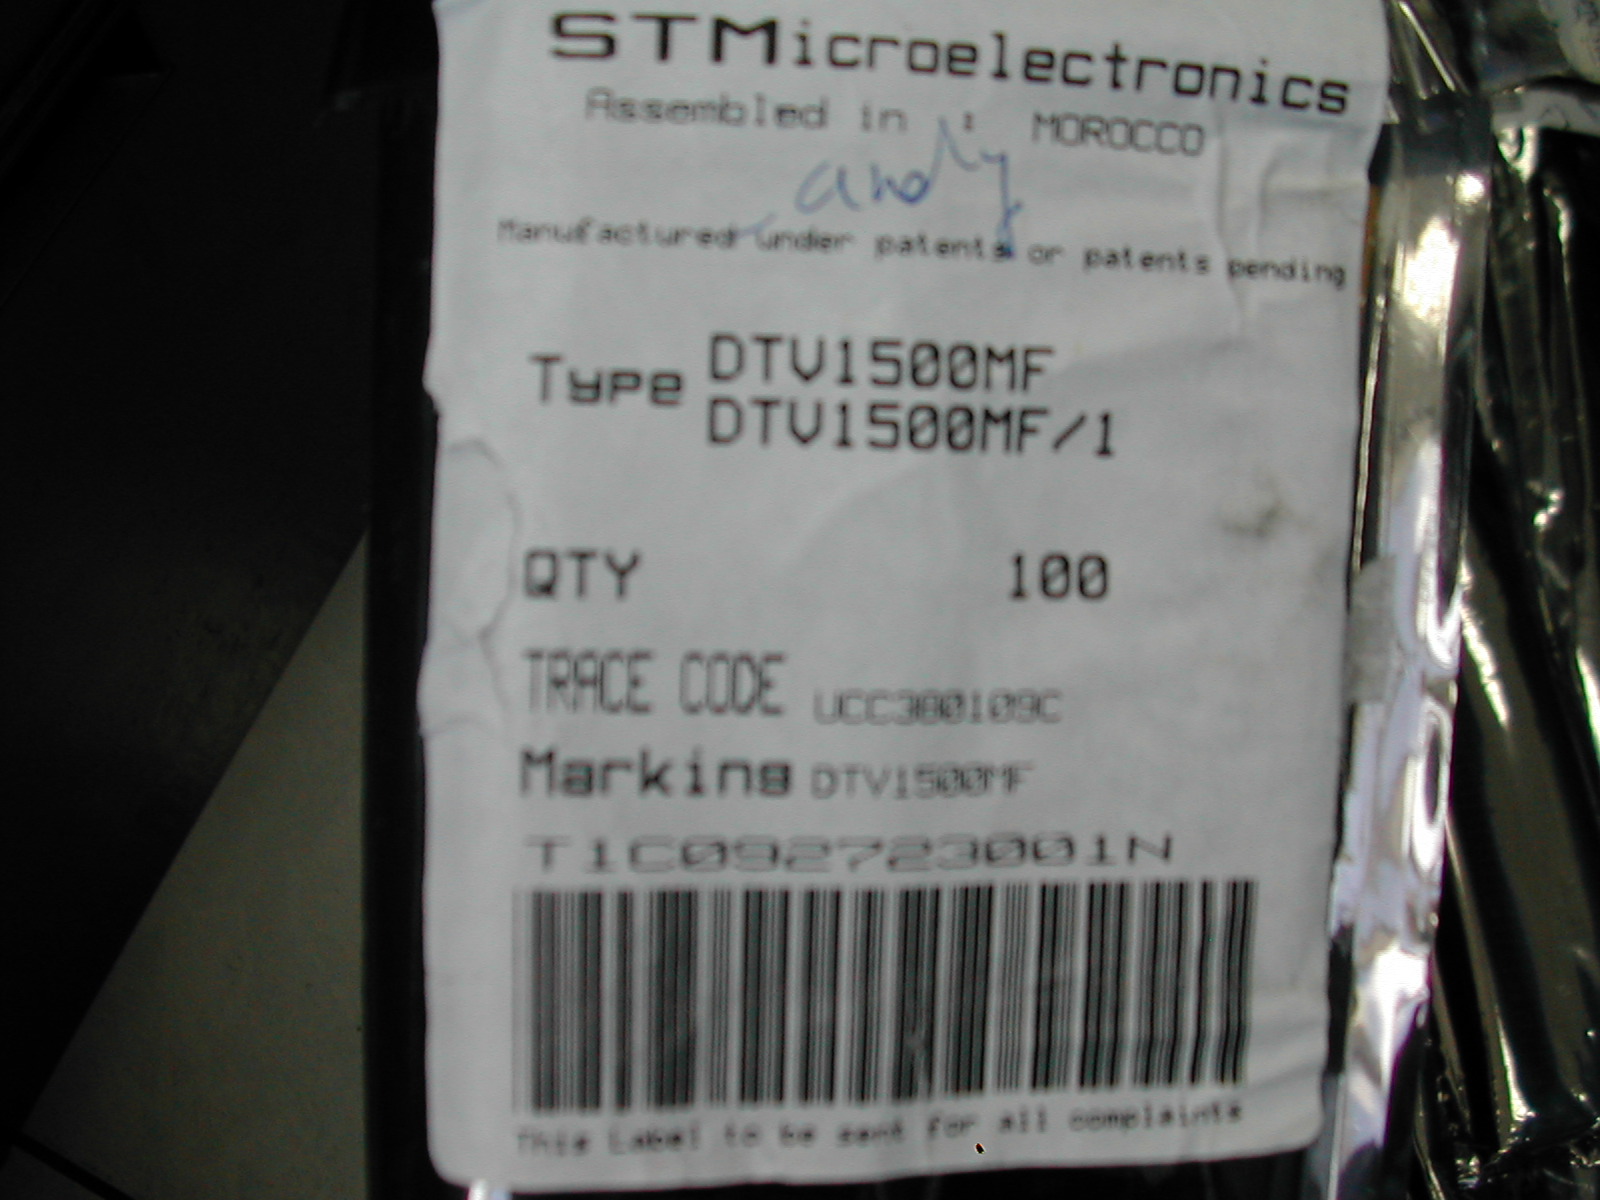 STMicroelectronics
Assembled in : MOROCCO
andy
Manufactured under patents or patents pending
Type DTV1500MF
DTV1500MF/1
QTY 100
TRACE CODE UCC380109C
Marking DTV1500MF
T1C092723001N
This Label to be sent for all complaints